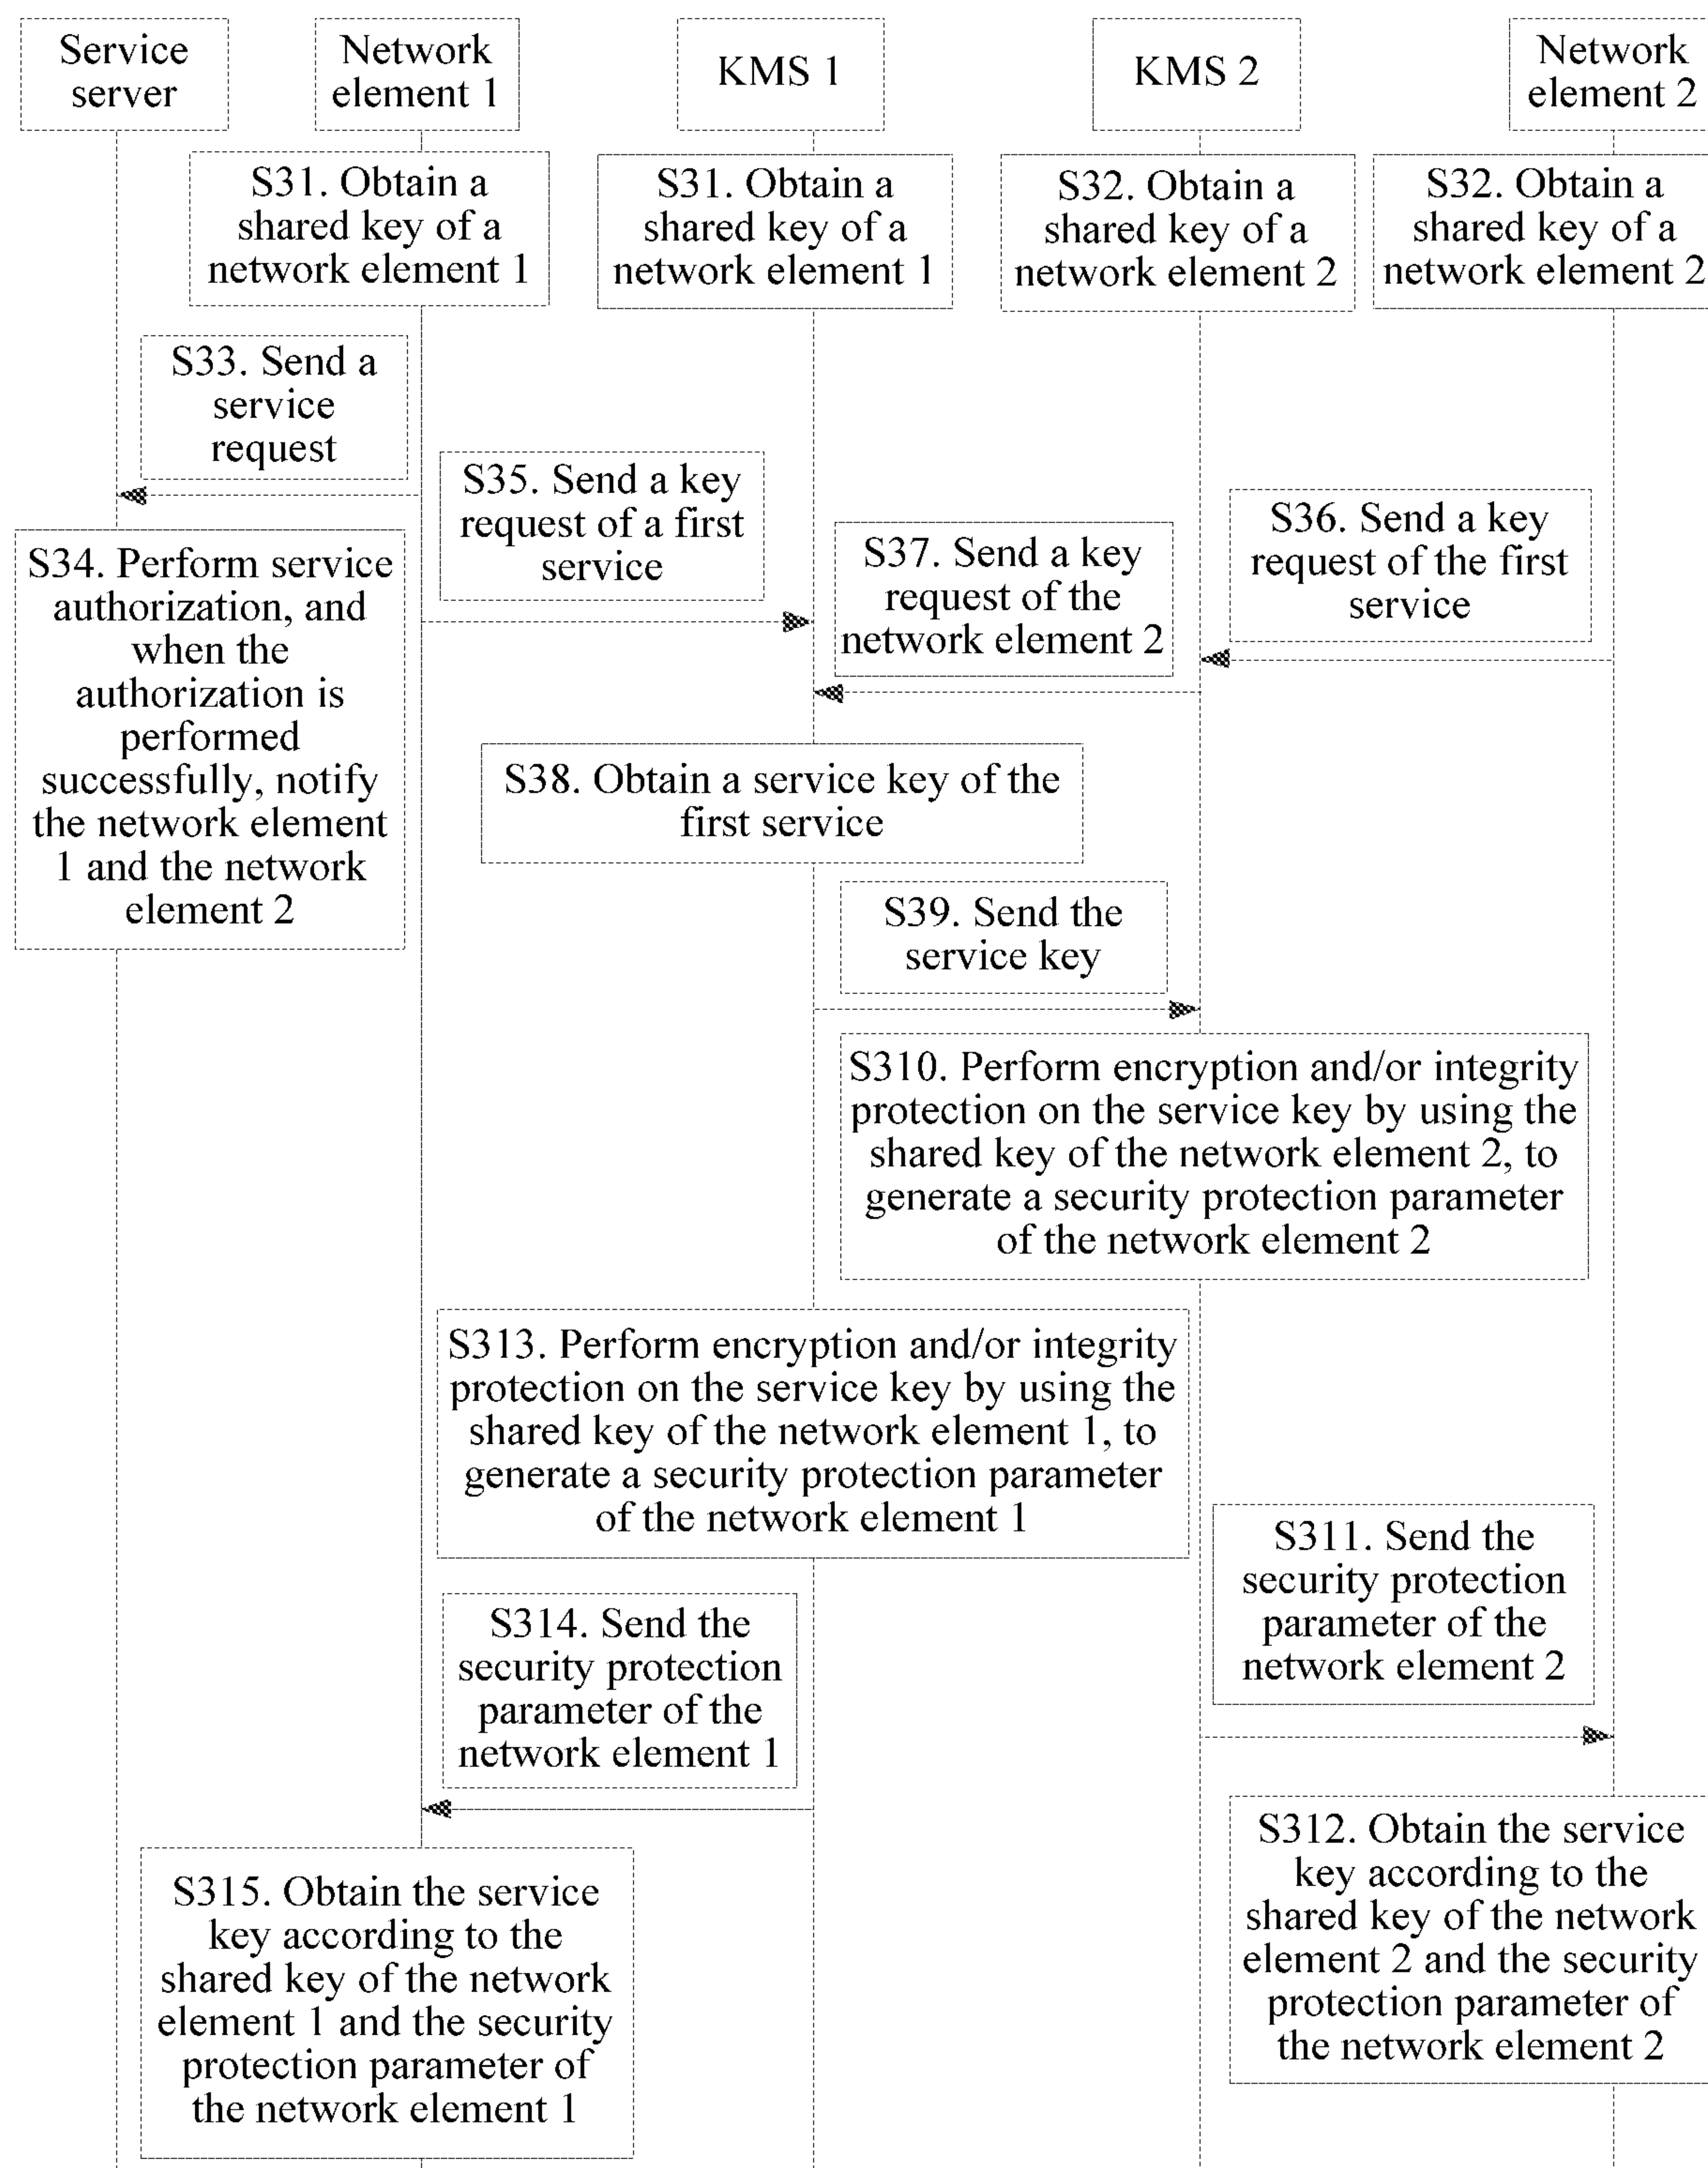 Service
server
Network
element 1
KMS 1
KMS 2
Network
element 2
S31. Obtain a
shared key of a
network element 1
S31. Obtain a
shared key of a
network element 1
S32. Obtain a
shared key of a
network element 2
S32. Obtain a
shared key of a
network element 2
S33. Send a
service
request
S34. Perform service
authorization, and
when the
authorization is
performed
successfully, notify
the network element
1 and the network
element 2
S35. Send a key
request of a first
service
S36. Send a key
request of the first
service
S37. Send a key
request of the
network element 2
S38. Obtain a service key of the
first service
S39. Send the
service key
S310. Perform encryption and/or integrity
protection on the service key by using the
shared key of the network element 2, to
generate a security protection parameter
of the network element 2
S313. Perform encryption and/or integrity
protection on the service key by using the
shared key of the network element 1, to
generate a security protection parameter
of the network element 1
S311. Send the
security protection
parameter of the
network element 2
S314. Send the
security protection
parameter of the
network element 1
S312. Obtain the service
key according to the
shared key of the network
element 2 and the security
protection parameter of
the network element 2
S315. Obtain the service
key according to the
shared key of the network
element 1 and the security
protection parameter of
the network element 1